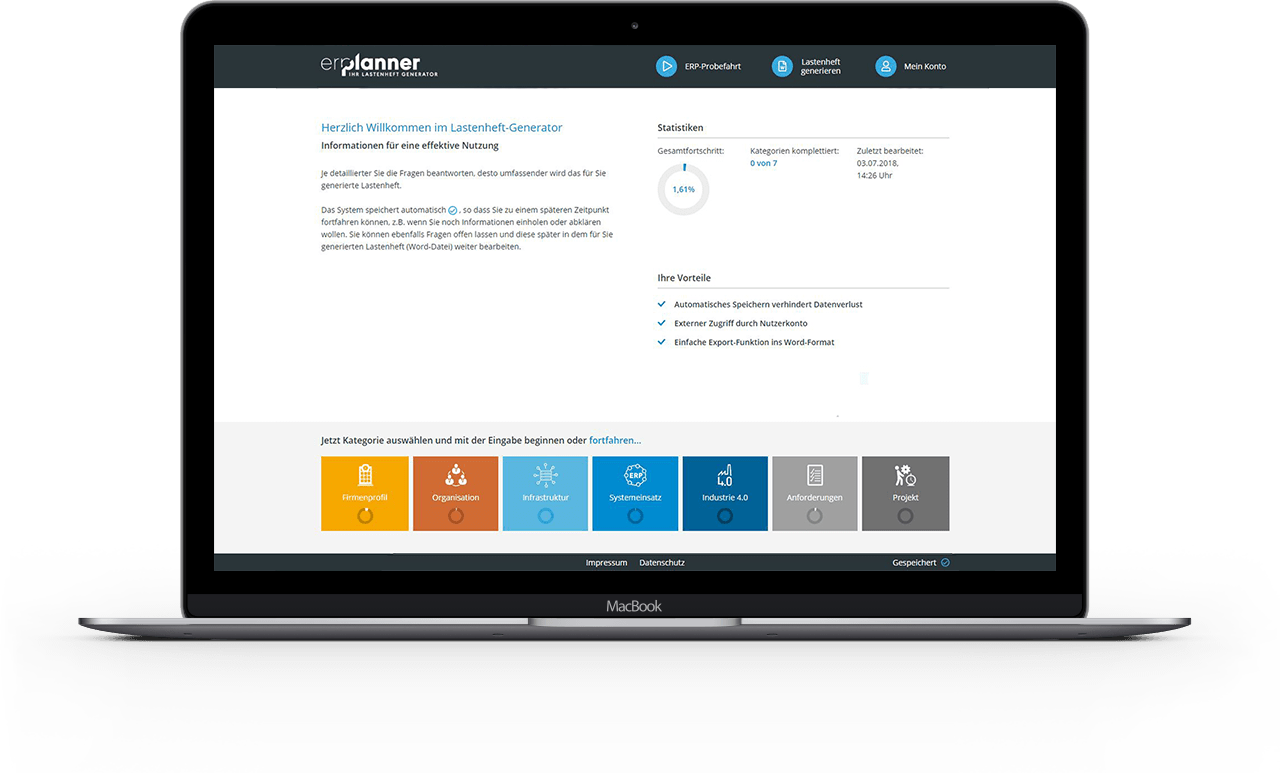 erplanner
IHR LASTENHEFT GENERATOR
ERP-Probefahrt
Lastenheft
generieren
Mein Konto
Herzlich Willkommen im Lastenheft-Generator
Informationen für eine effektive Nutzung
Je detaillierter Sie die Fragen beantworten, desto umfassender wird das für Sie
generierte Lastenheft.
Das System speichert automatisch , so dass Sie zu einem späteren Zeitpunkt
fortfahren können, z.B. wenn Sie noch Informationen einholen oder abklären
wollen. Sie können ebenfalls Fragen offen lassen und diese später in dem für Sie
generierten Lastenheft (Word-Datei) weiter bearbeiten.
Statistiken
Gesamtfortschritt:
1,61%
Kategorien komplettiert:
0 von 7
Zuletzt bearbeitet:
03.07.2018,
14:26 Uhr
Ihre Vorteile
Automatisches Speichern verhindert Datenverlust
Externer Zugriff durch Nutzerkonto
Einfache Export-Funktion ins Word-Format
Jetzt Kategorie auswählen und mit der Eingabe beginnen oder fortfahren...
Firmenprofil
Organisation
Infrastruktur
ERP
Systemeinsatz
4.0
Industrie 4.0
Anforderungen
Projekt
Impressum Datenschutz
Gespeichert
MacBook